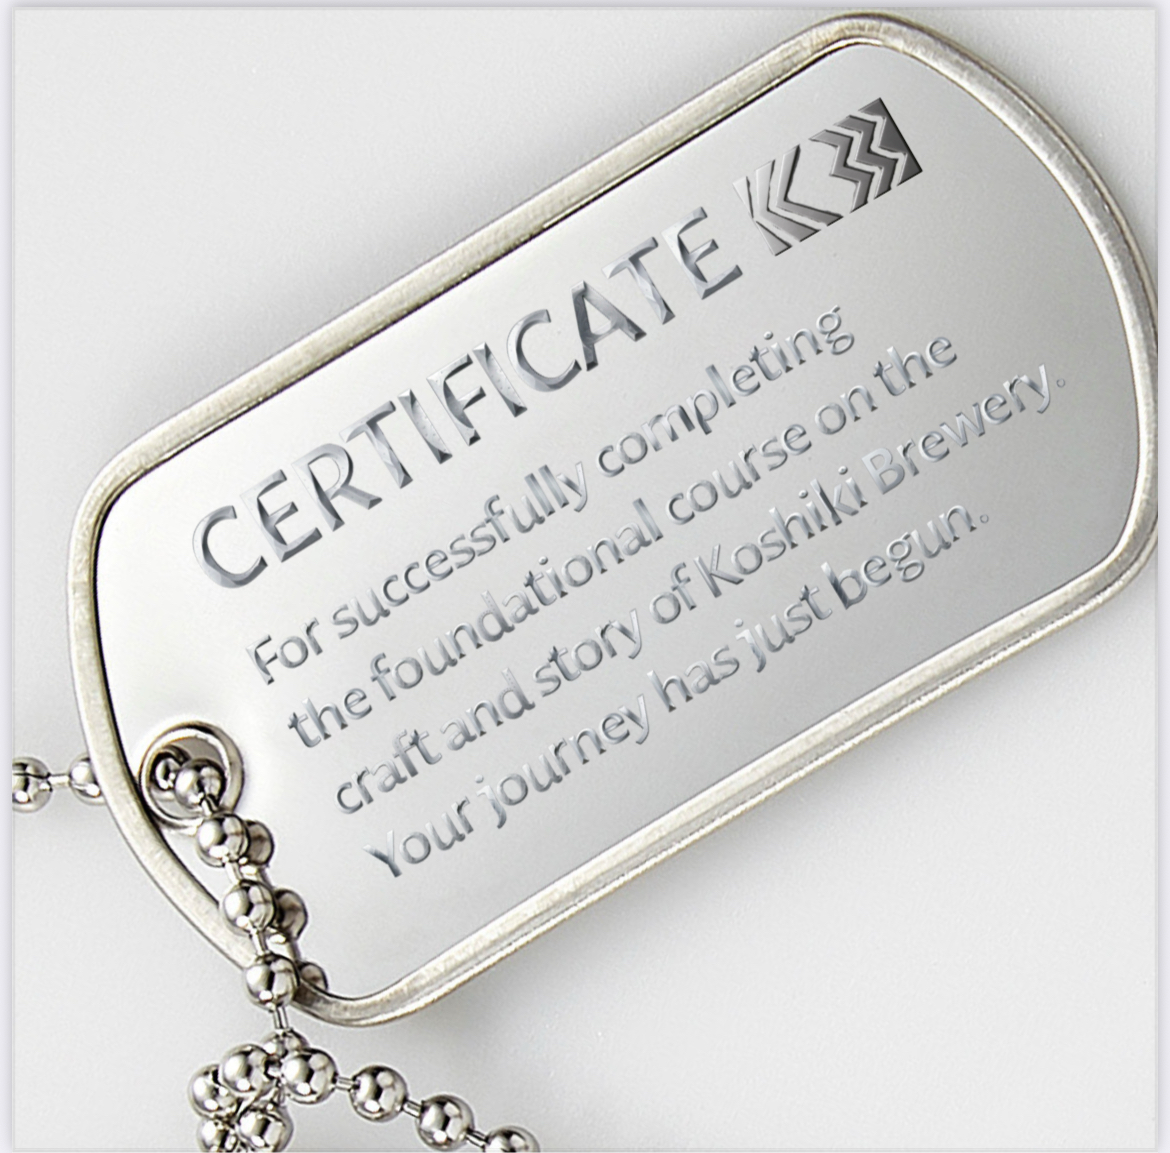 CERTIFICATE
For successfully completing
the foundational course on the
craft and story of Koshiki Brewery.
Your journey has just begun.